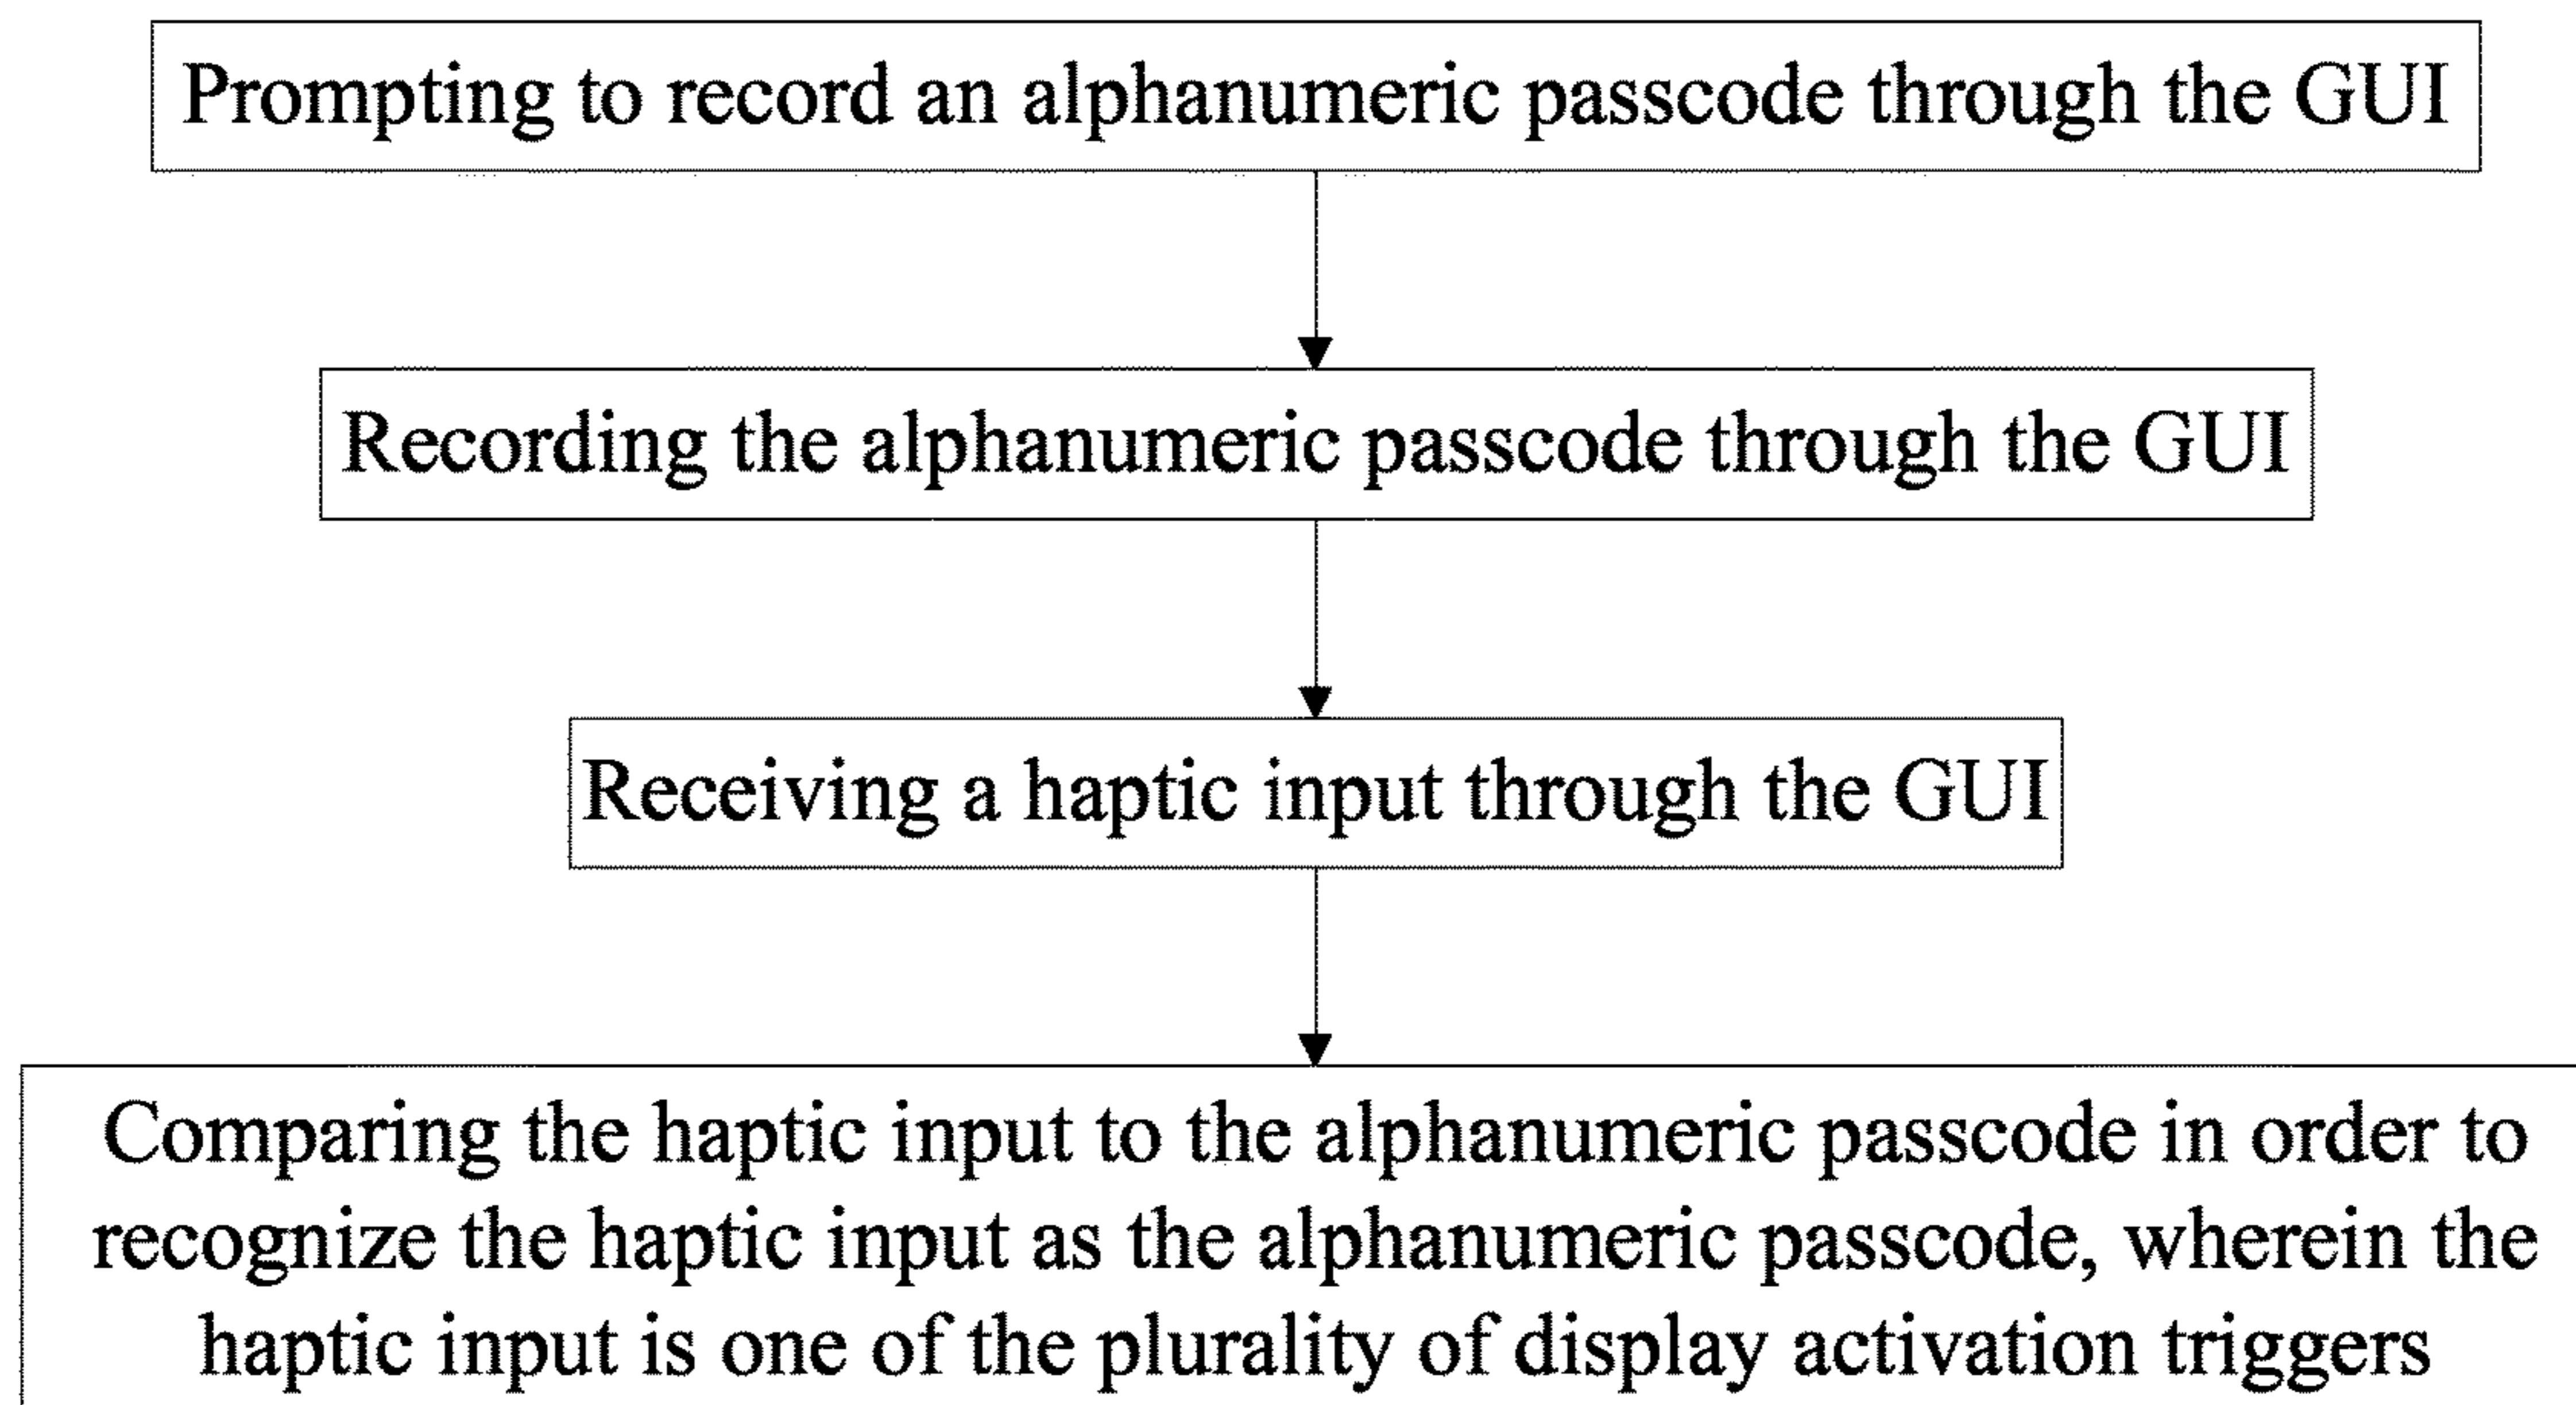 Prompting to record an alphanumeric passcode through the GUI
Recording the alphanumeric passcode through the GUI
Receiving a haptic input through the GUI
Comparing the haptic input to the alphanumeric passcode in order to
recognize the haptic input as the alphanumeric passcode, wherein the
haptic input is one of the plurality of display activation triggers